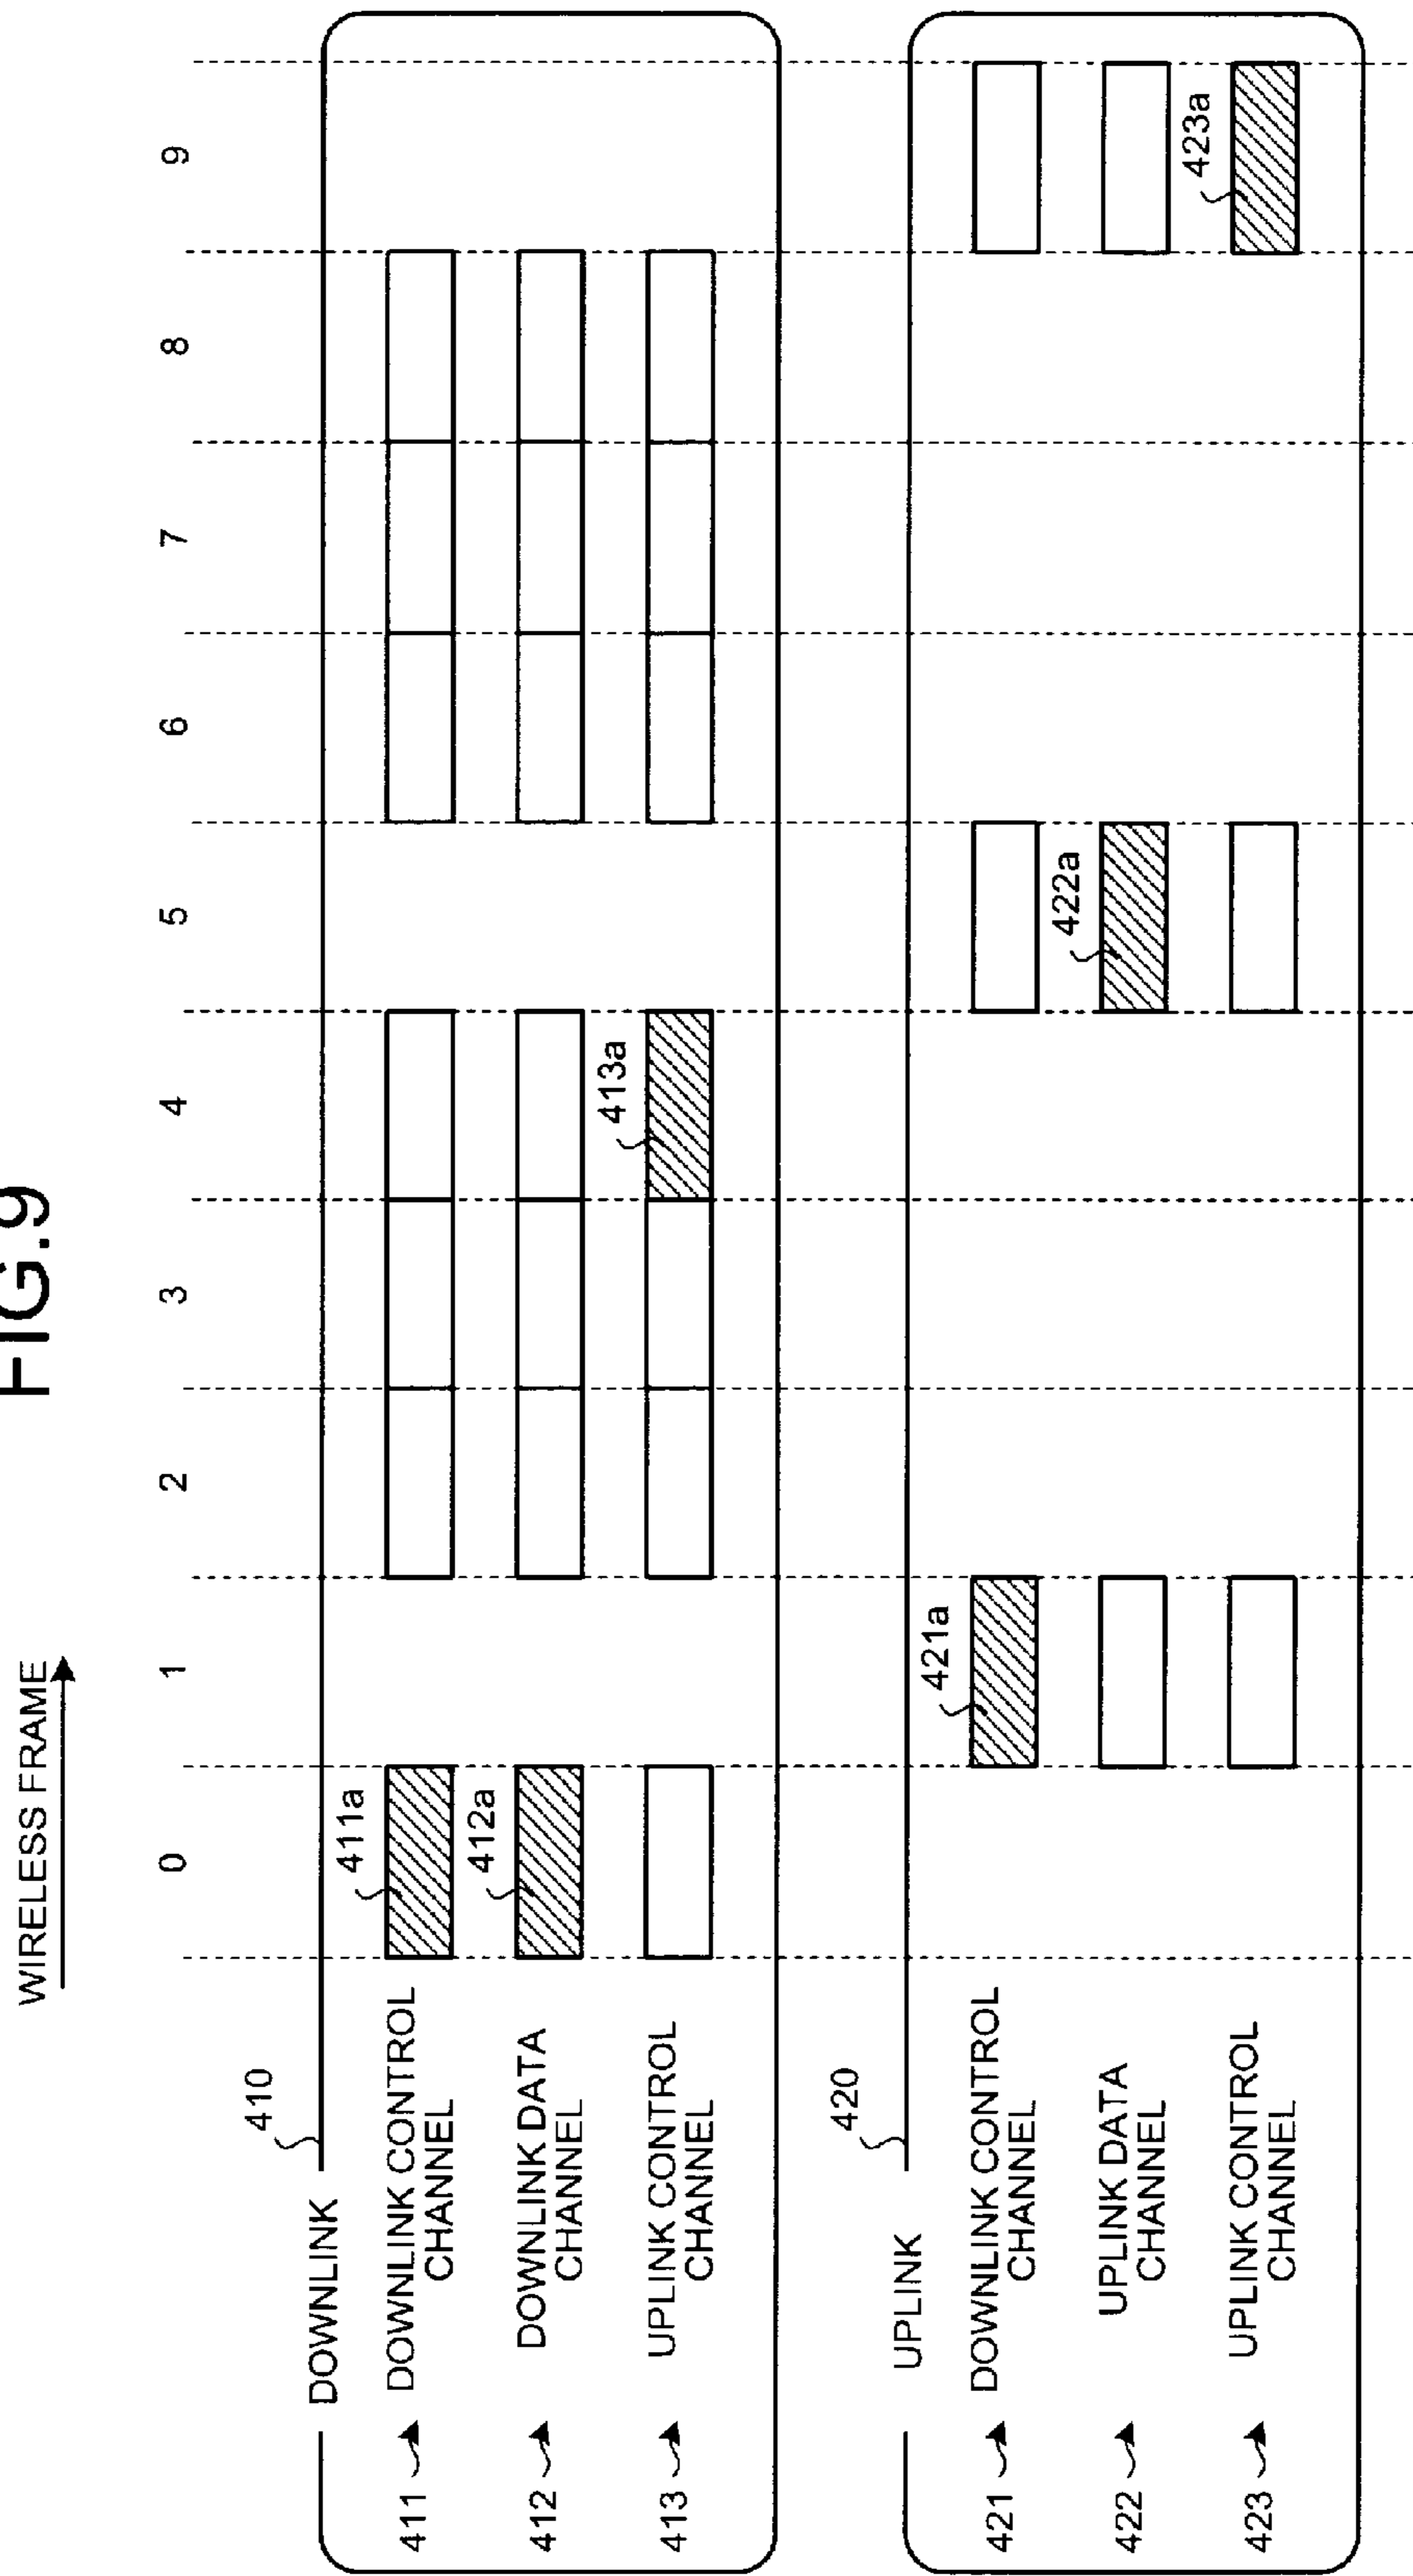 FIG.9
WIRELESS FRAME
0 1 2 3 4 5 6 7 8 9
410
DOWNLINK
411
DOWNLINK CONTROL
CHANNEL
411a
412
DOWNLINK DATA
CHANNEL
412a
413
UPLINK CONTROL
CHANNEL
413a
420
UPLINK
421
DOWNLINK CONTROL
CHANNEL
421a
422
UPLINK DATA
CHANNEL
422a
423
UPLINK CONTROL
CHANNEL
423a